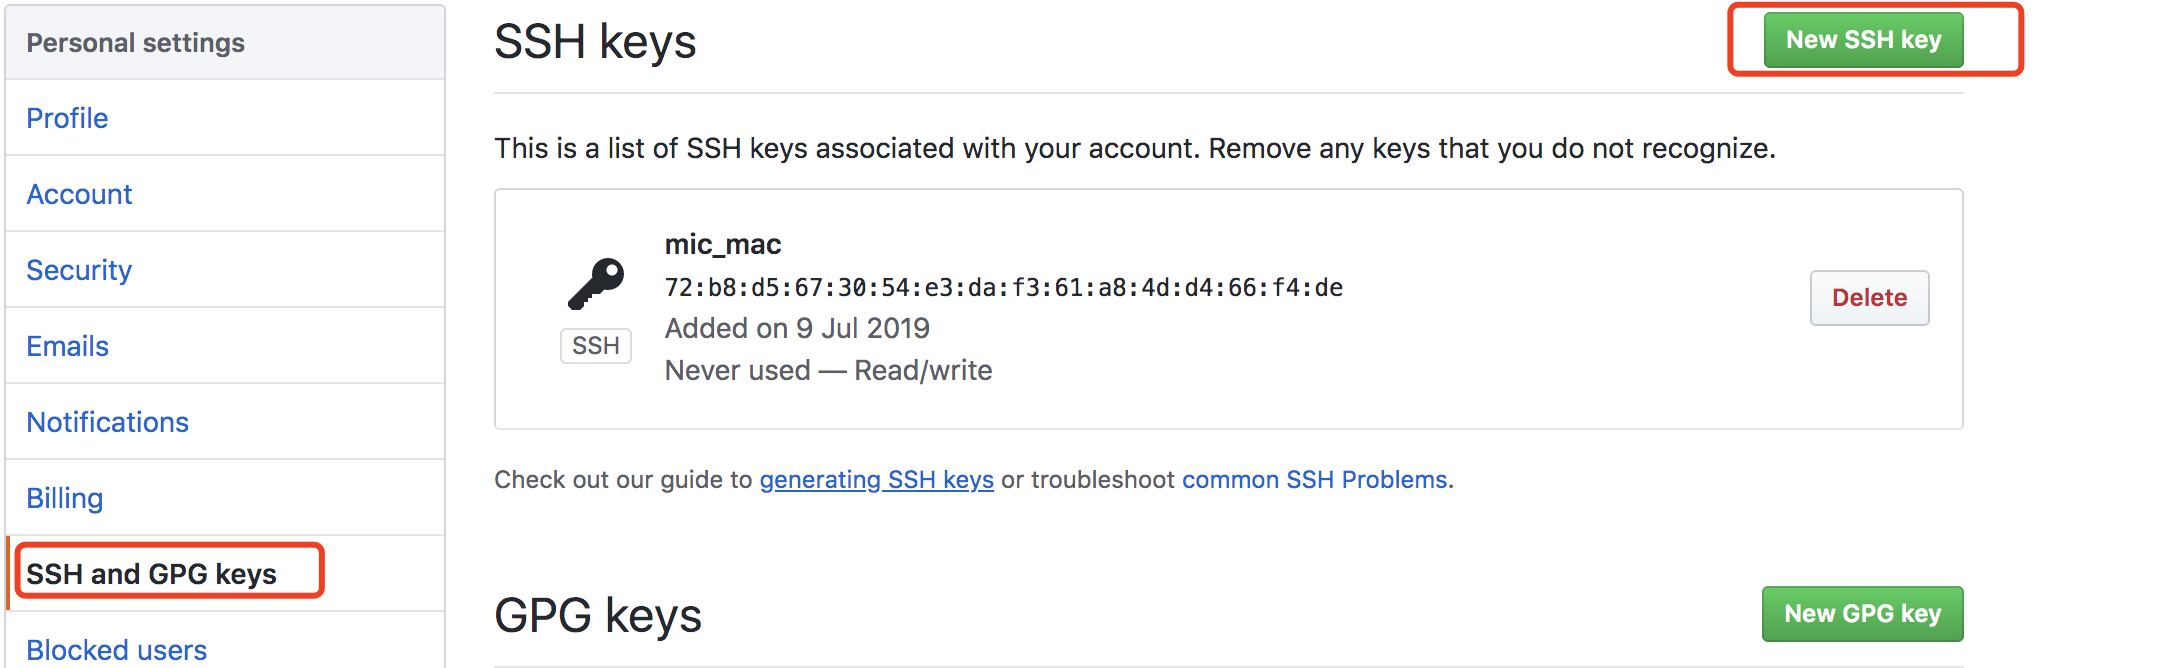 Personal settings
Profile
Account
Security
Emails
Notifications
Billing
SSH and GPG keys
Blocked users
SSH keys
New SSH key
This is a list of SSH keys associated with your account. Remove any keys that you do not recognize.
mic_mac
72:b8:d5:67:30:54:e3:da:f3:61:a8:4d:d4:66:f4:de
Added on 9 Jul 2019
Never used — Read/write
SSH
Delete
Check out our guide to generating SSH keys or troubleshoot common SSH Problems.
GPG keys
New GPG key